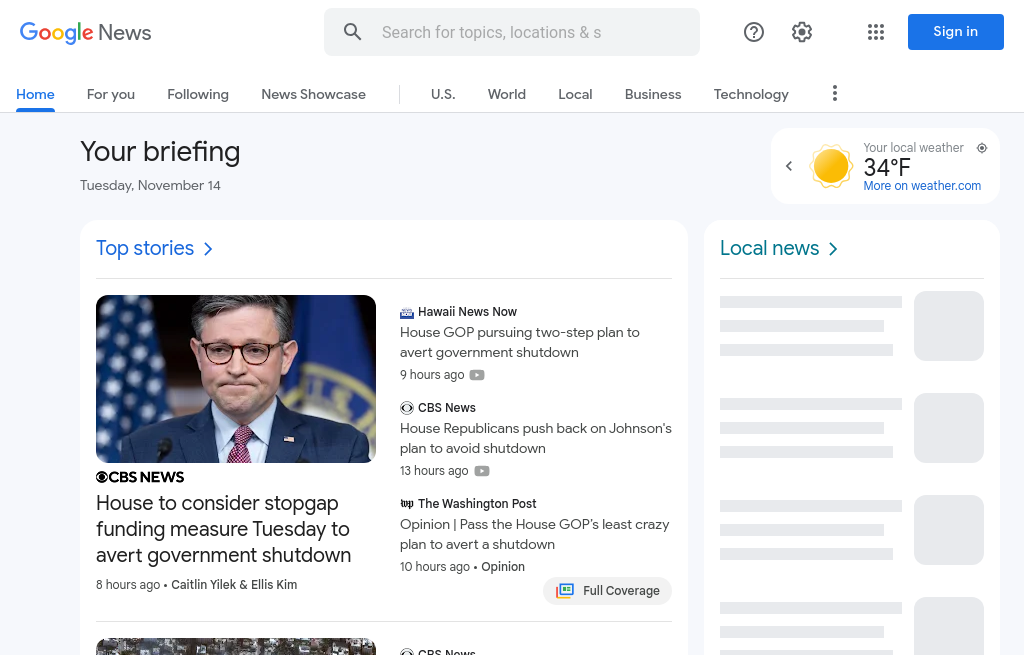 Google News
Search for topics, locations & s
Sign in
Home
For you
Following
News Showcase
U.S.
World
Local
Business
Technology
Your briefing
Tuesday, November 14
Your local weather
34°F
More on weather.com
Top stories
Local news
CBS NEWS
House to consider stopgap
funding measure Tuesday to
avert government shutdown
8 hours ago • Caitlin Yilek & Ellis Kim
Hawaii News Now
House GOP pursuing two-step plan to
avert government shutdown
9 hours ago
CBS News
House Republicans push back on Johnson's
plan to avoid shutdown
13 hours ago
The Washington Post
Opinion | Pass the House GOP's least crazy
plan to avert a shutdown
10 hours ago • Opinion
Full Coverage
CBS News